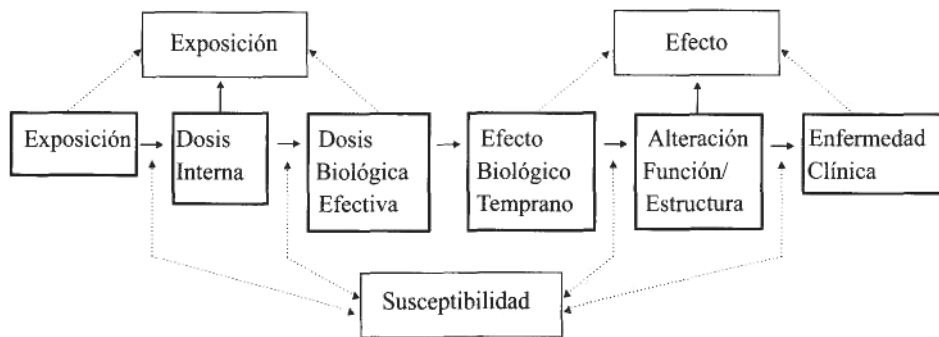 Exposición
Efecto
Exposición
Dosis
Interna
Dosis
Biológica
Efectiva
Efecto
Biológico
Temprano
Alteración
Función/
Estructura
Enfermedad
Clínica
Susceptibilidad